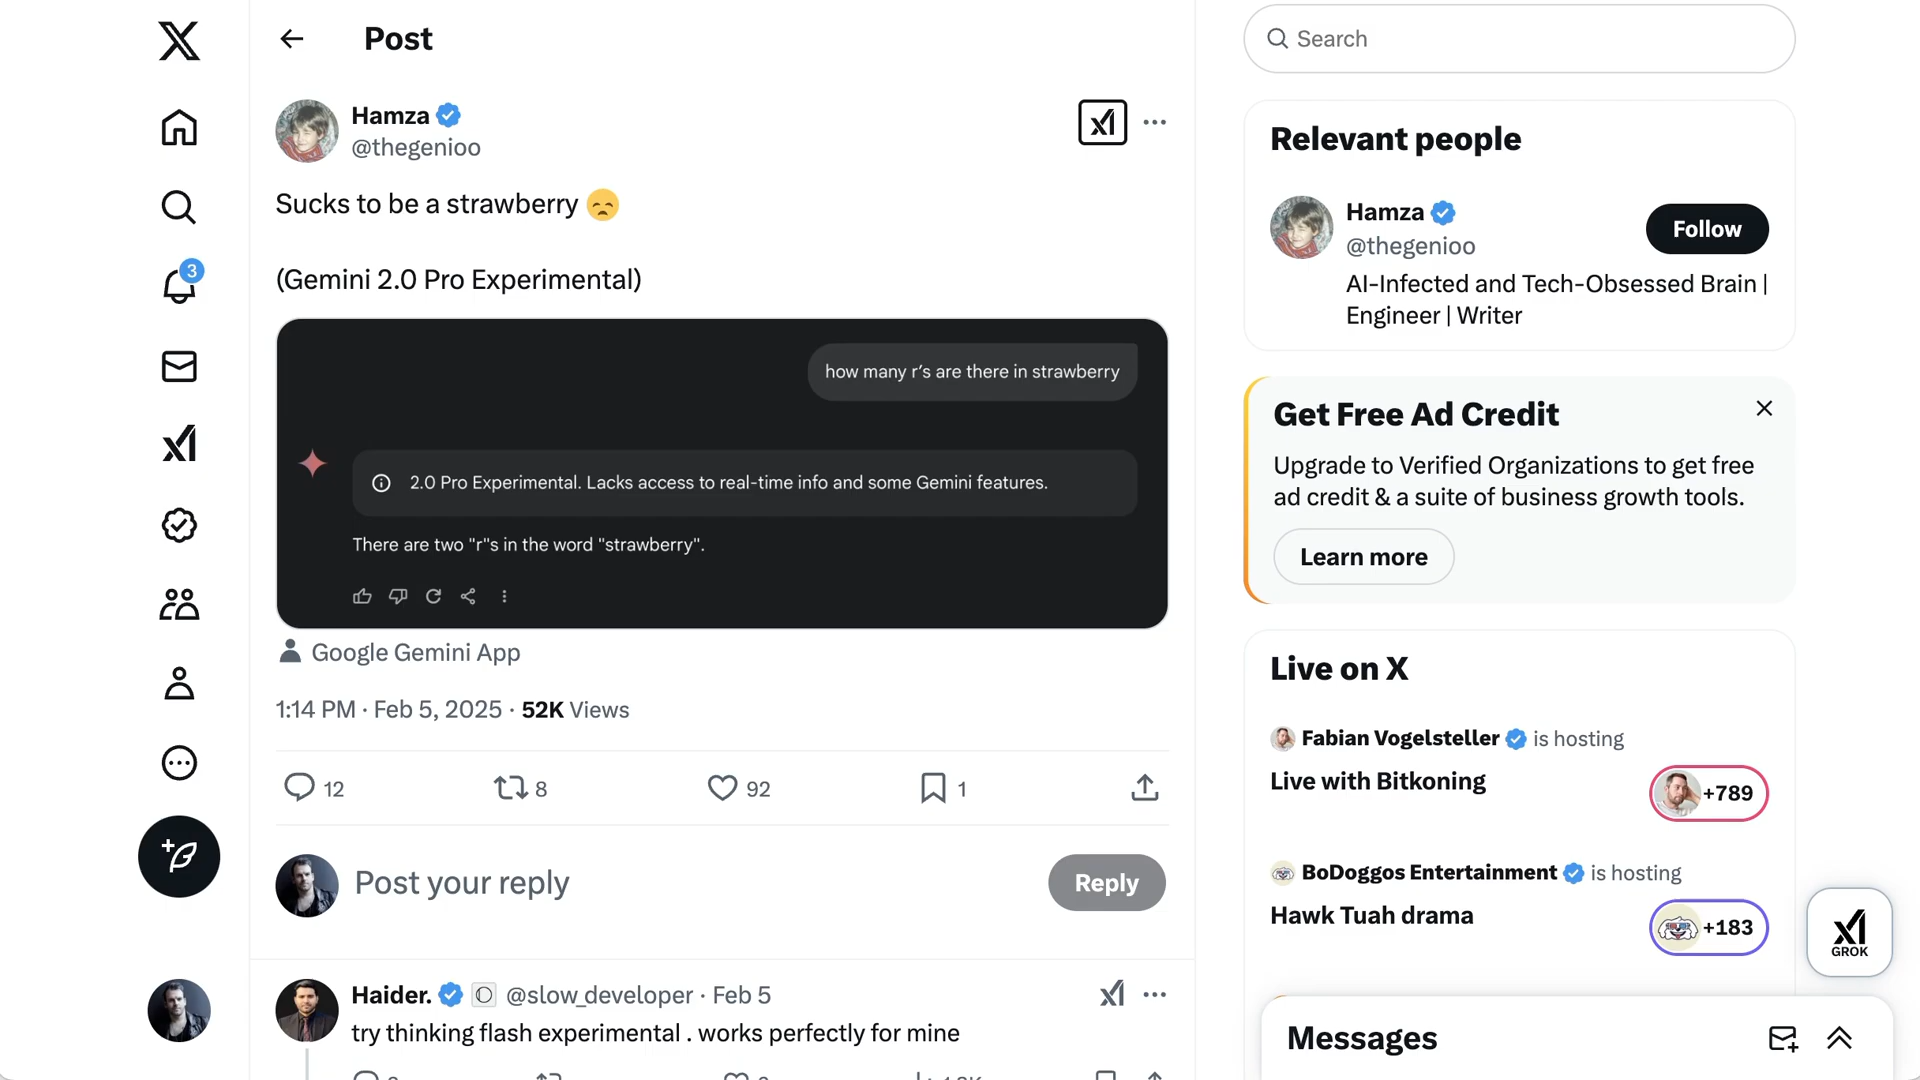 Post
Hamza
@thegenioo
Sucks to be a strawberry 😞
(Gemini 2.0 Pro Experimental)
how many r's are there in strawberry
2.0 Pro Experimental. Lacks access to real-time info and some Gemini features.
There are two "r"s in the word "strawberry".
Google Gemini App
1:14 PM · Feb 5, 2025 · 52K Views
12
8
92
1
Post your reply
Reply
Haider. @slow_developer · Feb 5
try thinking flash experimental . works perfectly for mine
3
Search
Relevant people
Hamza
@thegenioo
Follow
AI-Infected and Tech-Obsessed Brain |
Engineer | Writer
Get Free Ad Credit
Upgrade to Verified Organizations to get free
ad credit & a suite of business growth tools.
Learn more
Live on X
Fabian Vogelsteller is hosting
Live with Bitkoning
+789
BoDoggos Entertainment is hosting
Hawk Tuah drama
+183
GROK
Messages